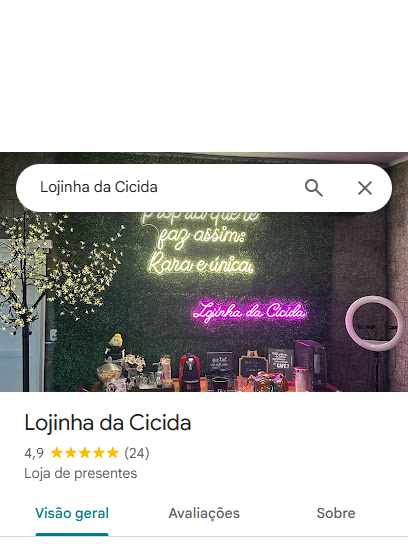 Lojinha da Cicida
faz assim:
Rara e única.
Lojinha da Cicida
Lojinha da Cicida
4,9 (24)
Loja de presentes
Visão geral
Avaliações
Sobre